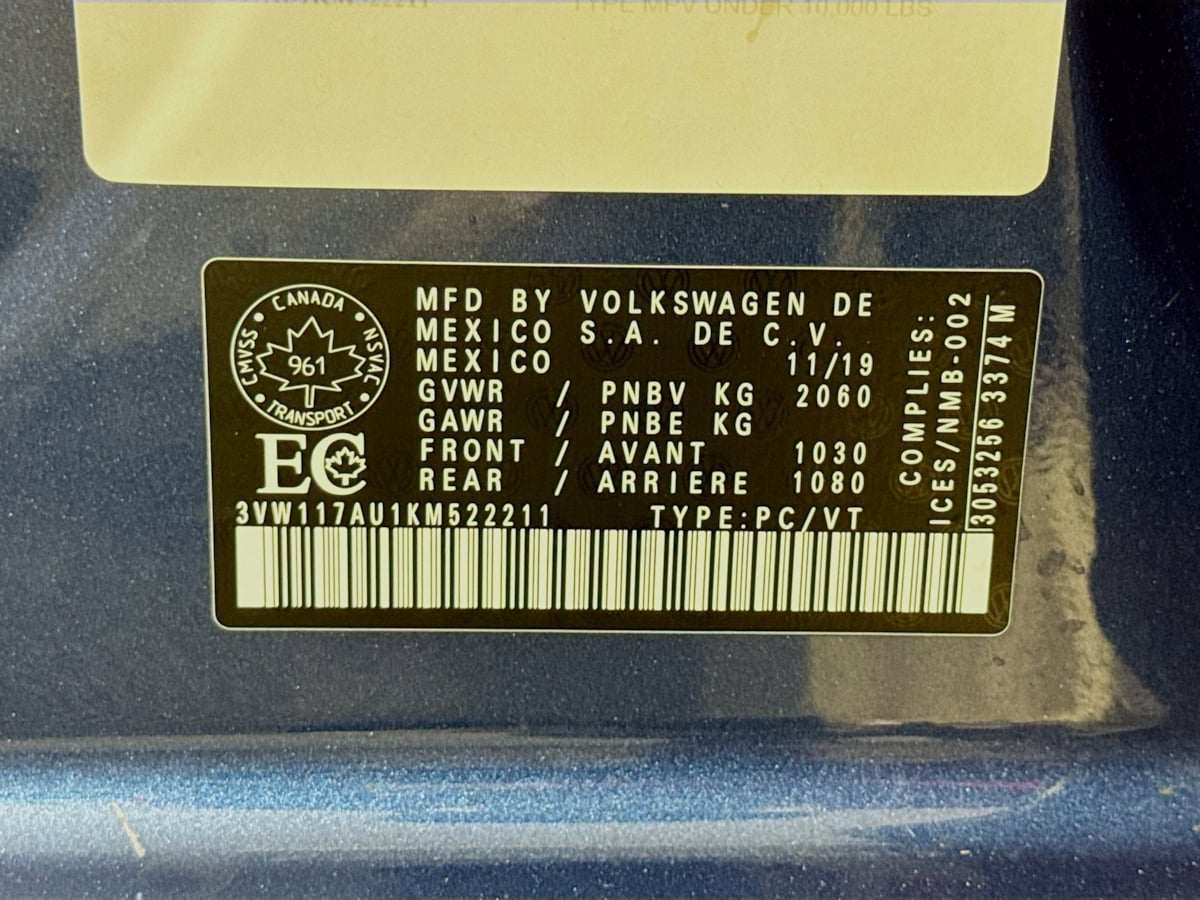 TYPE MPV UNDER 10,000 LBS
CANADA
CMVSS
NSVAC
961
TRANSPORT
EC
MFD BY VOLKSWAGEN DE
MEXICO S.A. DE C.V.
MEXICO 11/19
GVWR / PNBV KG 2060
GAWR / PNBE KG
FRONT / AVANT 1030
REAR / ARRIERE 1080
3VW117AU1KM522211 TYPE:PC/VT
COMPLIES:
ICES/NMB-002
3053256 3374 M